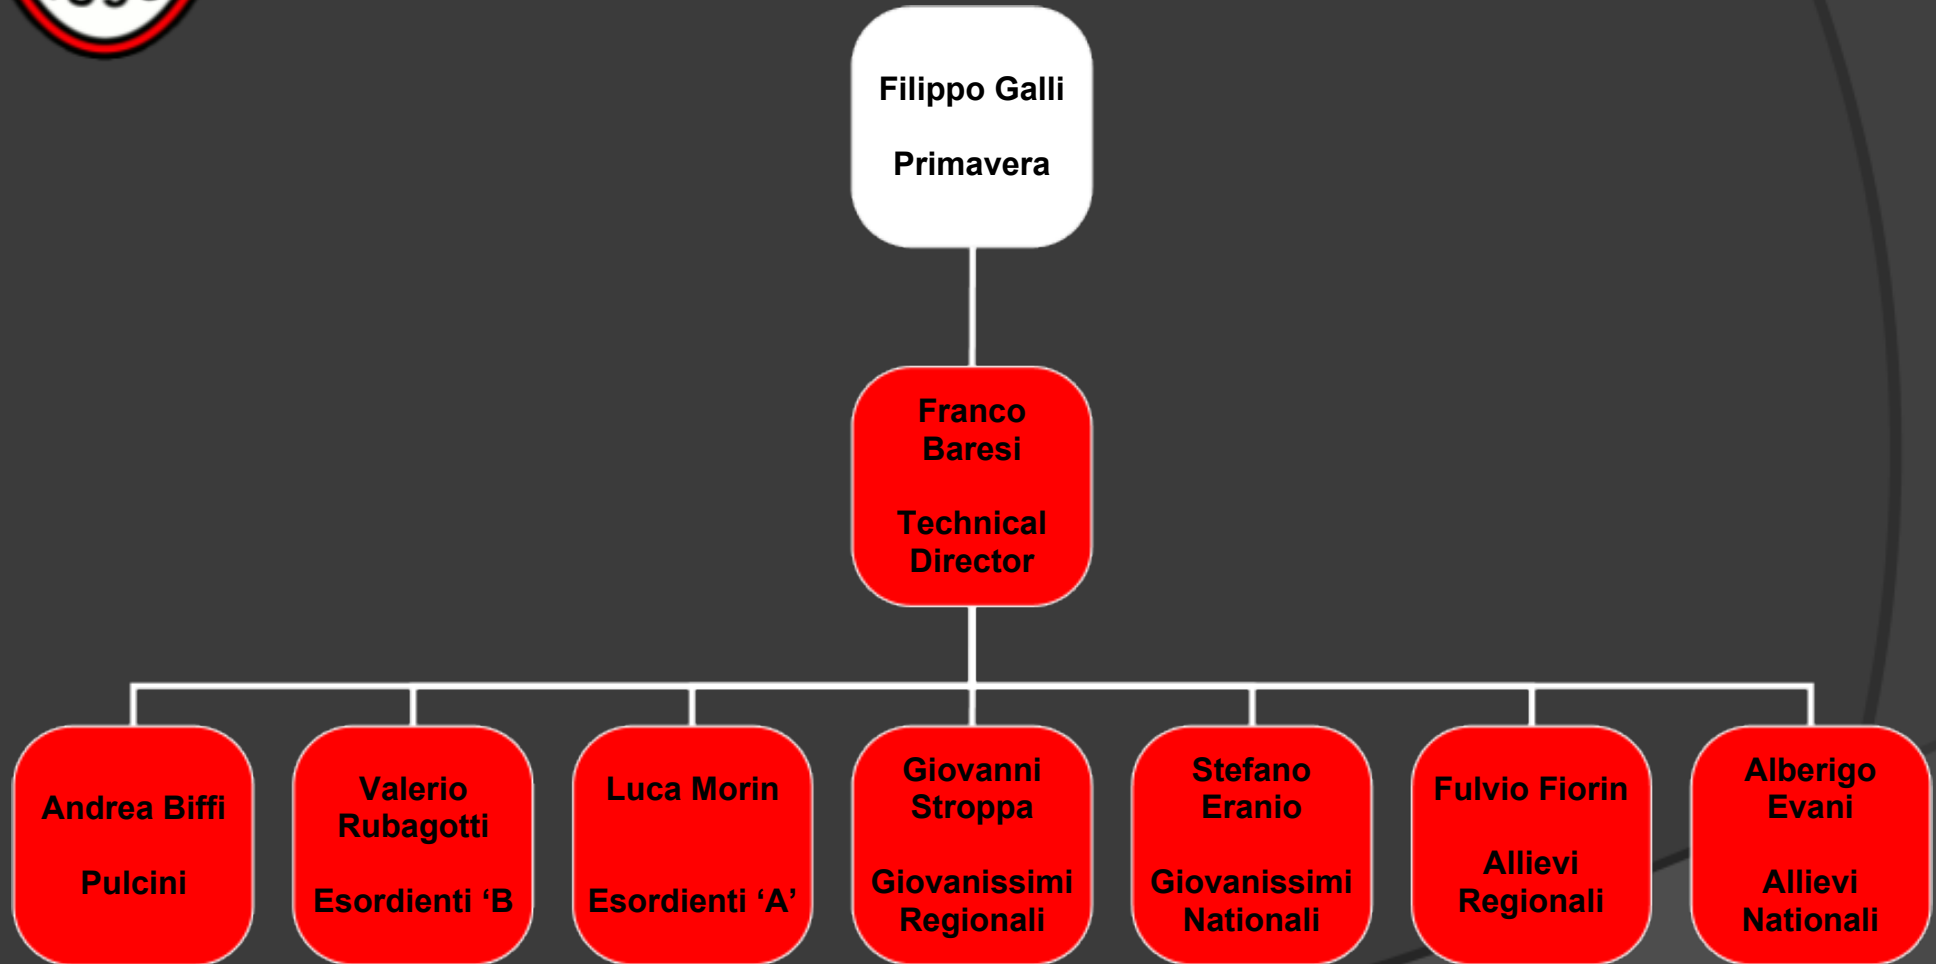 Filippo Galli
Primavera
Franco
Baresi
Technical
Director
Andrea Biffi
Pulcini
Valerio
Rubagotti
Esordienti ‘B
Luca Morin
Esordienti ‘A’
Giovanni
Stroppa
Giovanissimi
Regionali
Stefano
Eranio
Giovanissimi
Nationali
Fulvio Fiorin
Allievi
Regionali
Alberigo
Evani
Allievi
Nationali